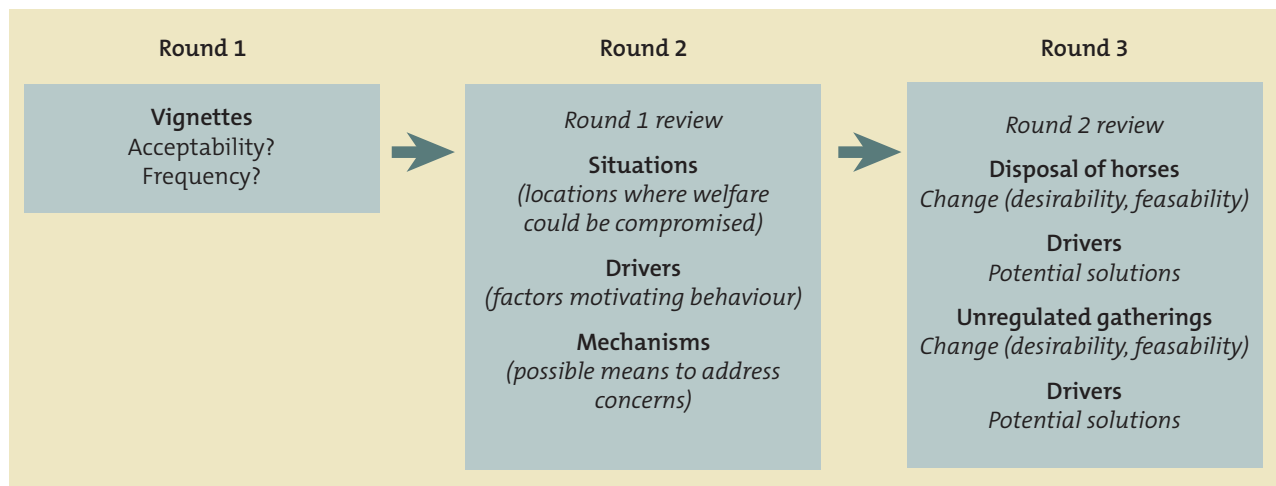 Round 1
Vignettes
Acceptability?
Frequency?
Round 2
Round 1 review
Situations
(locations where welfare
could be compromised)
Drivers
(factors motivating behaviour)
Mechanisms
(possible means to address
concerns)
Round 3
Round 2 review
Disposal of horses
Change (desirability, feasability)
Drivers
Potential solutions
Unregulated gatherings
Change (desirability, feasability)
Drivers
Potential solutions